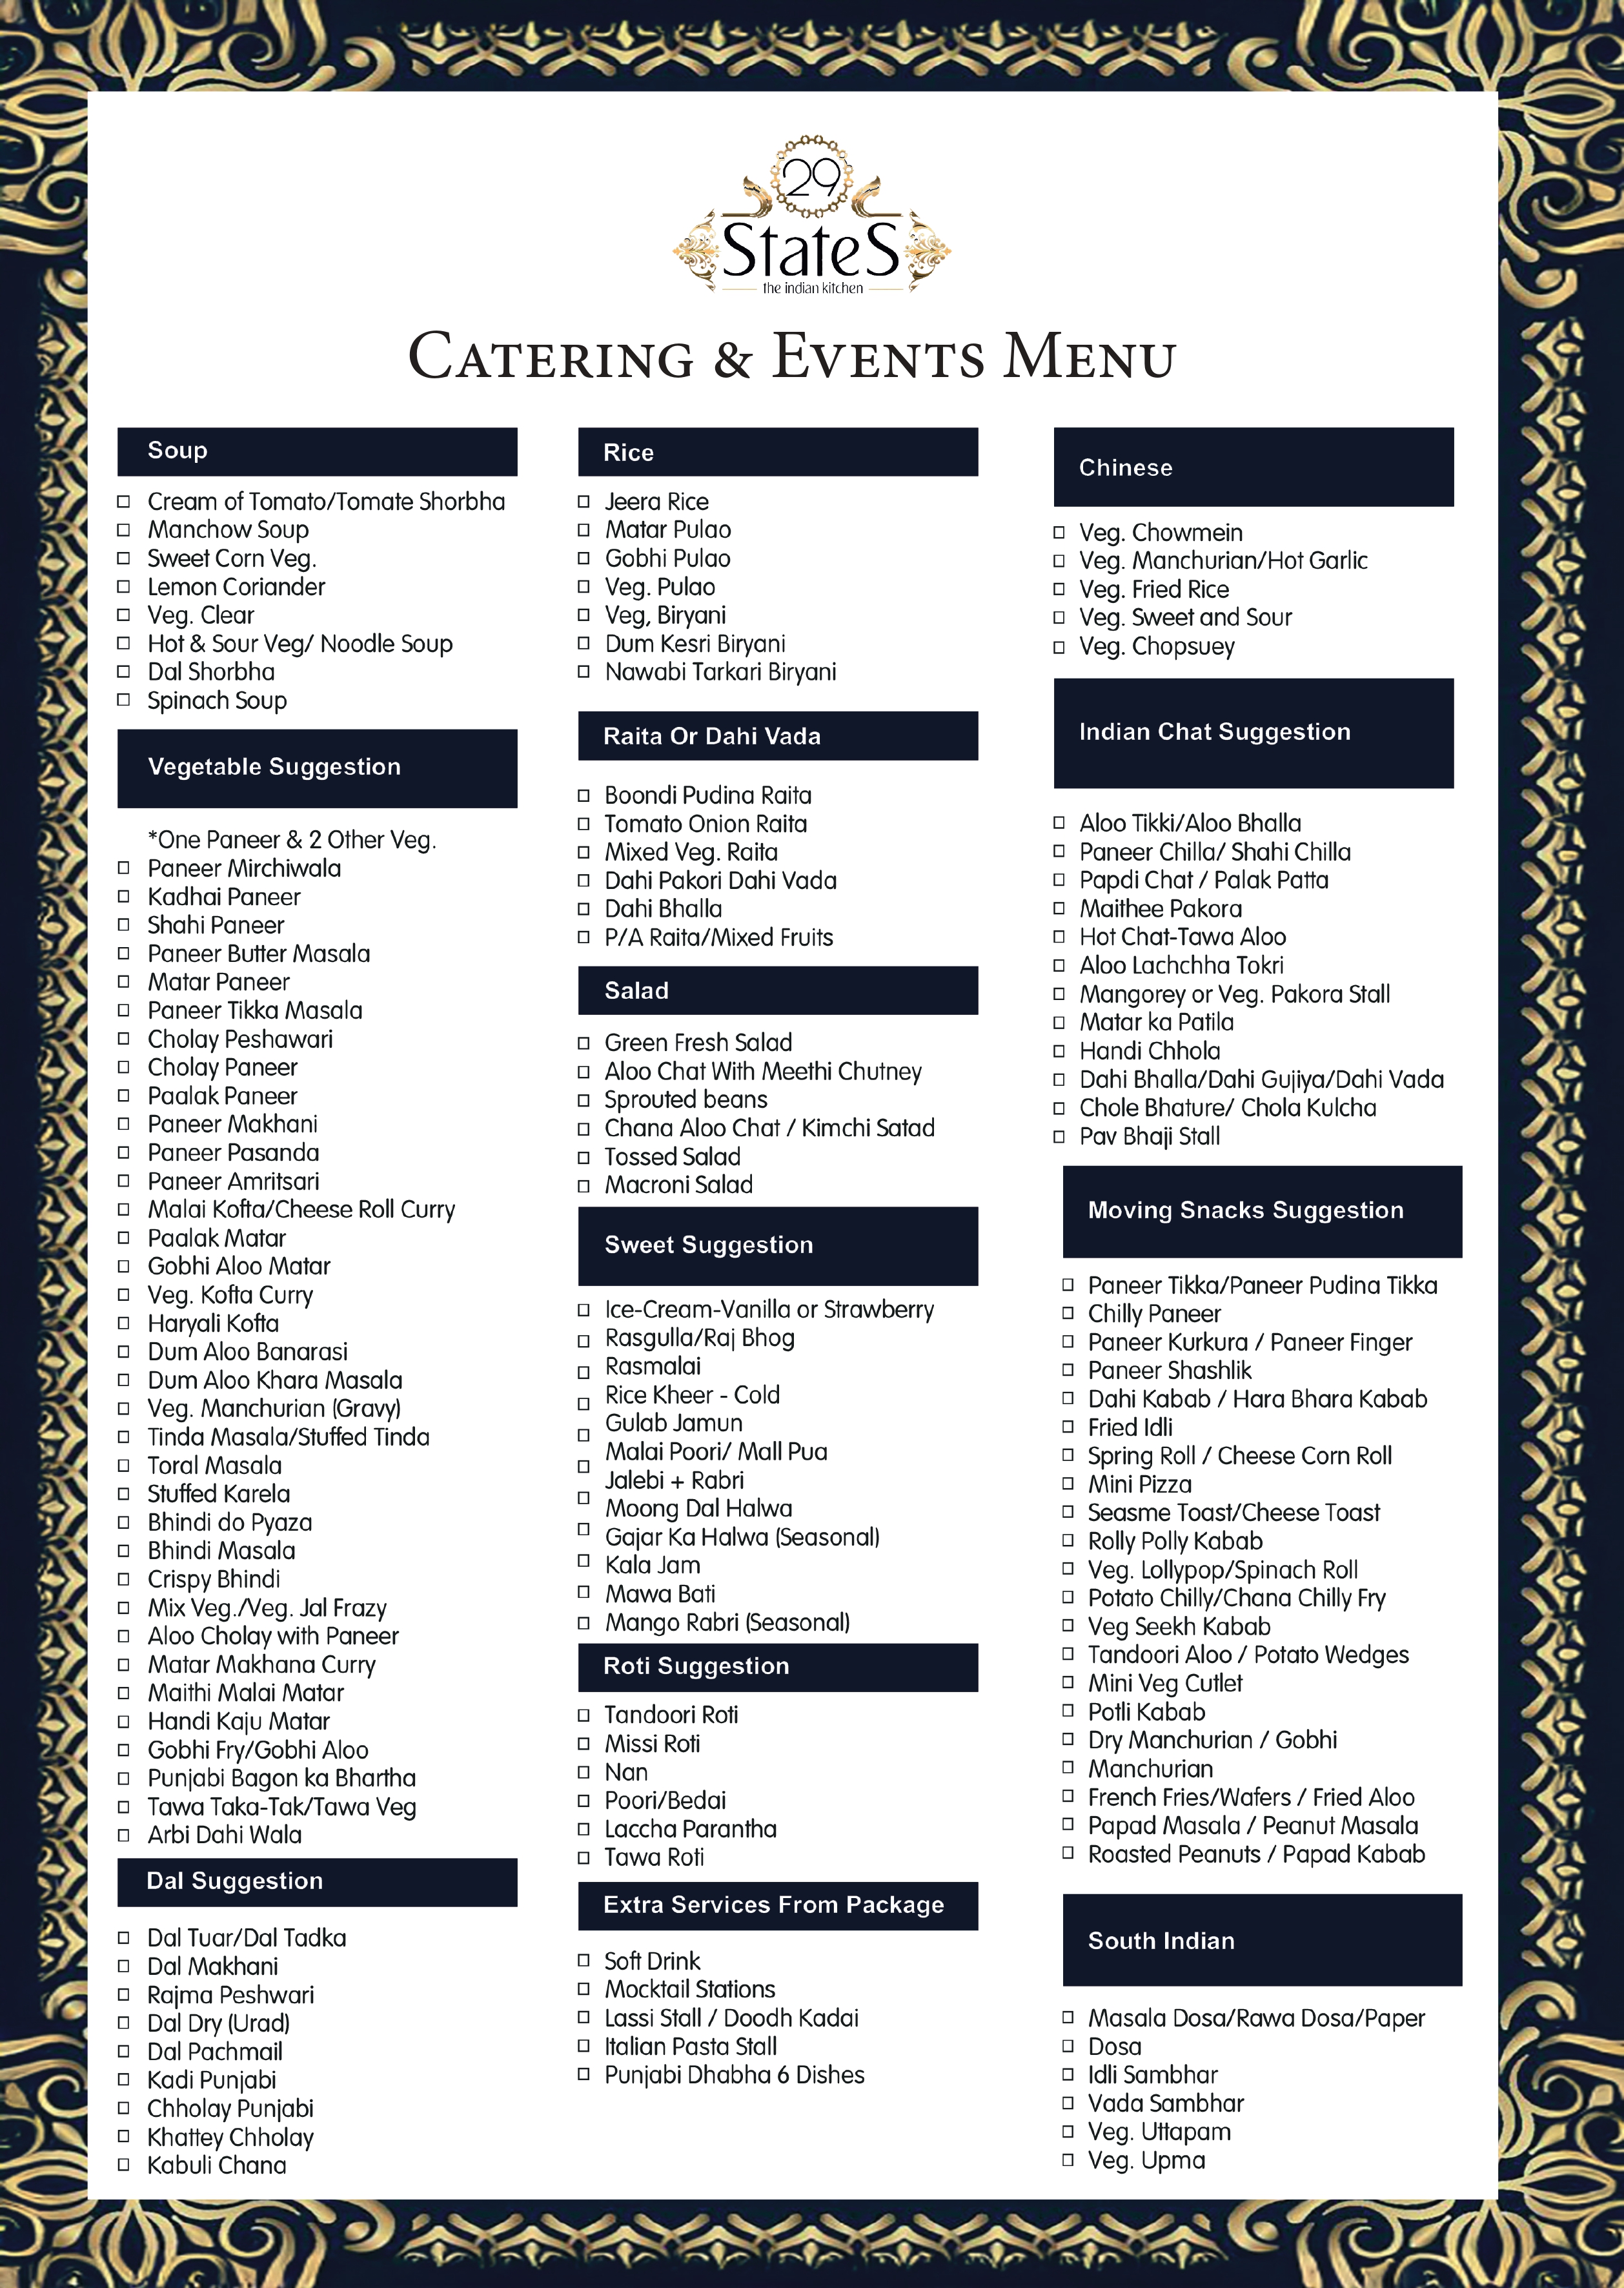 29
StateS
the indian kitchen
Catering & Events Menu
Soup
Cream of Tomato/Tomate Shorbha
Manchow Soup
Sweet Corn Veg.
Lemon Coriander
Veg. Clear
Hot & Sour Veg/ Noodle Soup
Dal Shorbha
Spinach Soup
Vegetable Suggestion
*One Paneer & 2 Other Veg.
Paneer Mirchiwala
Kadhai Paneer
Shahi Paneer
Paneer Butter Masala
Matar Paneer
Paneer Tikka Masala
Cholay Peshawari
Cholay Paneer
Paalak Paneer
Paneer Makhani
Paneer Pasanda
Paneer Amritsari
Malai Kofta/Cheese Roll Curry
Paalak Matar
Gobhi Aloo Matar
Veg. Kofta Curry
Haryali Kofta
Dum Aloo Banarasi
Dum Aloo Khara Masala
Veg. Manchurian (Gravy)
Tinda Masala/Stuffed Tinda
Toral Masala
Stuffed Karela
Bhindi do Pyaza
Bhindi Masala
Crispy Bhindi
Mix Veg./Veg. Jal Frazy
Aloo Cholay with Paneer
Matar Makhana Curry
Maithi Malai Matar
Handi Kaju Matar
Gobhi Fry/Gobhi Aloo
Punjabi Bagon ka Bhartha
Tawa Taka-Tak/Tawa Veg
Arbi Dahi Wala
Dal Suggestion
Dal Tuar/Dal Tadka
Dal Makhani
Rajma Peshwari
Dal Dry (Urad)
Dal Pachmail
Kadi Punjabi
Chholay Punjabi
Khattey Chholay
Kabuli Chana
Rice
Jeera Rice
Matar Pulao
Gobhi Pulao
Veg. Pulao
Veg, Biryani
Dum Kesri Biryani
Nawabi Tarkari Biryani
Raita Or Dahi Vada
Boondi Pudina Raita
Tomato Onion Raita
Mixed Veg. Raita
Dahi Pakori Dahi Vada
Dahi Bhalla
P/A Raita/Mixed Fruits
Salad
Green Fresh Salad
Aloo Chat With Meethi Chutney
Sprouted beans
Chana Aloo Chat / Kimchi Satad
Tossed Salad
Macroni Salad
Sweet Suggestion
Ice-Cream-Vanilla or Strawberry
Rasgulla/Raj Bhog
Rasmalai
Rice Kheer - Cold
Gulab Jamun
Malai Poori/ Mall Pua
Jalebi + Rabri
Moong Dal Halwa
Gajar Ka Halwa (Seasonal)
Kala Jam
Mawa Bati
Mango Rabri (Seasonal)
Roti Suggestion
Tandoori Roti
Missi Roti
Nan
Poori/Bedai
Laccha Parantha
Tawa Roti
Extra Services From Package
Soft Drink
Mocktail Stations
Lassi Stall / Doodh Kadai
Italian Pasta Stall
Punjabi Dhabha 6 Dishes
Chinese
Veg. Chowmein
Veg. Manchurian/Hot Garlic
Veg. Fried Rice
Veg. Sweet and Sour
Veg. Chopsuey
Indian Chat Suggestion
Aloo Tikki/Aloo Bhalla
Paneer Chilla/ Shahi Chilla
Papdi Chat / Palak Patta
Maithee Pakora
Hot Chat-Tawa Aloo
Aloo Lachchha Tokri
Mangorey or Veg. Pakora Stall
Matar ka Patila
Handi Chhola
Dahi Bhalla/Dahi Gujiya/Dahi Vada
Chole Bhature/ Chola Kulcha
Pav Bhaji Stall
Moving Snacks Suggestion
Paneer Tikka/Paneer Pudina Tikka
Chilly Paneer
Paneer Kurkura / Paneer Finger
Paneer Shashlik
Dahi Kabab / Hara Bhara Kabab
Fried Idli
Spring Roll / Cheese Corn Roll
Mini Pizza
Seasme Toast/Cheese Toast
Rolly Polly Kabab
Veg. Lollypop/Spinach Roll
Potato Chilly/Chana Chilly Fry
Veg Seekh Kabab
Tandoori Aloo / Potato Wedges
Mini Veg Cutlet
Potli Kabab
Dry Manchurian / Gobhi
Manchurian
French Fries/Wafers / Fried Aloo
Papad Masala / Peanut Masala
Roasted Peanuts / Papad Kabab
South Indian
Masala Dosa/Rawa Dosa/Paper
Dosa
Idli Sambhar
Vada Sambhar
Veg. Uttapam
Veg. Upma